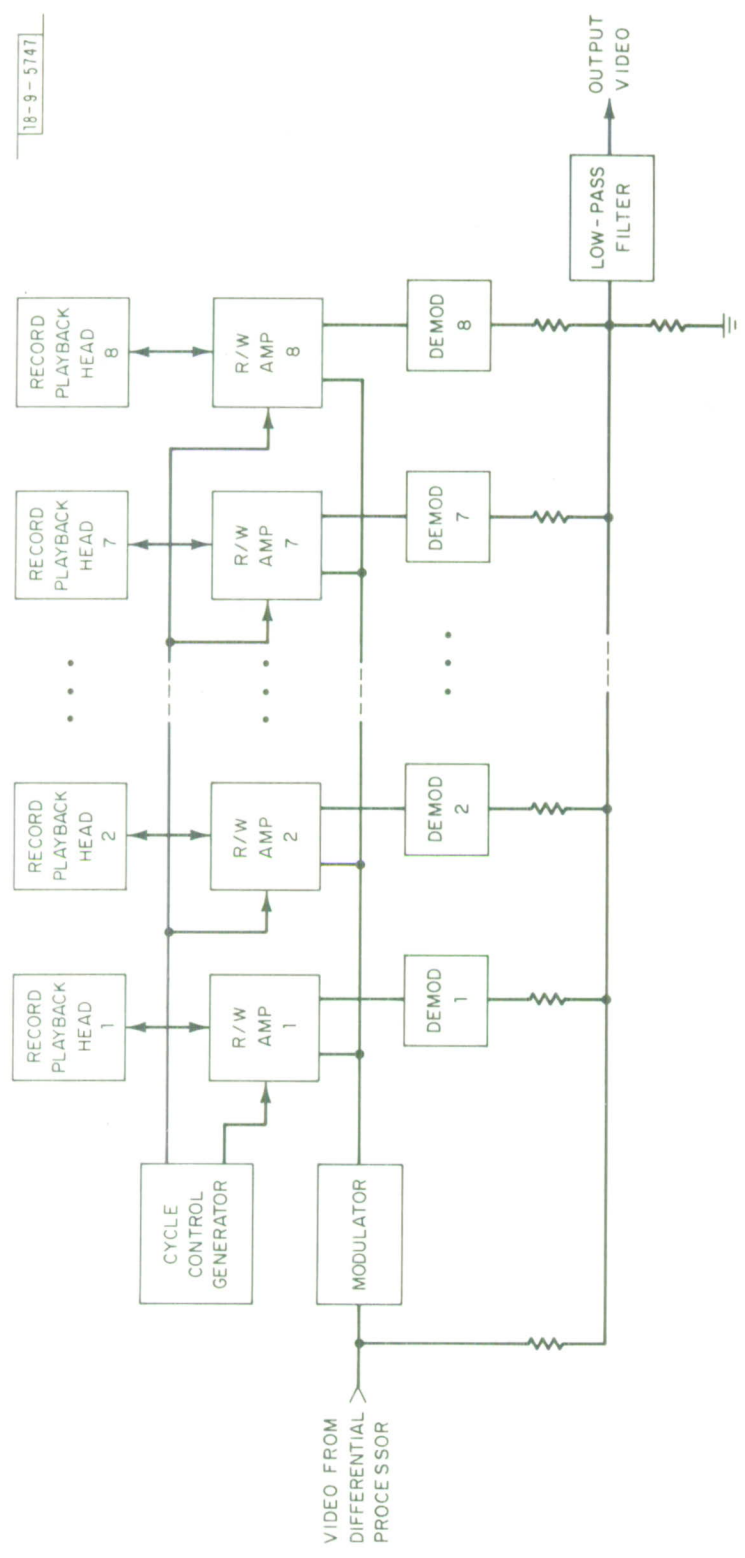 18-9-5747
RECORD
PLAYBACK
HEAD
1
RECORD
PLAYBACK
HEAD
2
RECORD
PLAYBACK
HEAD
7
RECORD
PLAYBACK
HEAD
8
CYCLE
CONTROL
GENERATOR
R/W
AMP
1
R/W
AMP
2
R/W
AMP
7
R/W
AMP
8
MODULATOR
DEMOD
1
DEMOD
2
DEMOD
7
DEMOD
8
VIDEO FROM
DIFFERENTIAL
PROCESSOR
LOW-PASS
FILTER
OUTPUT
VIDEO